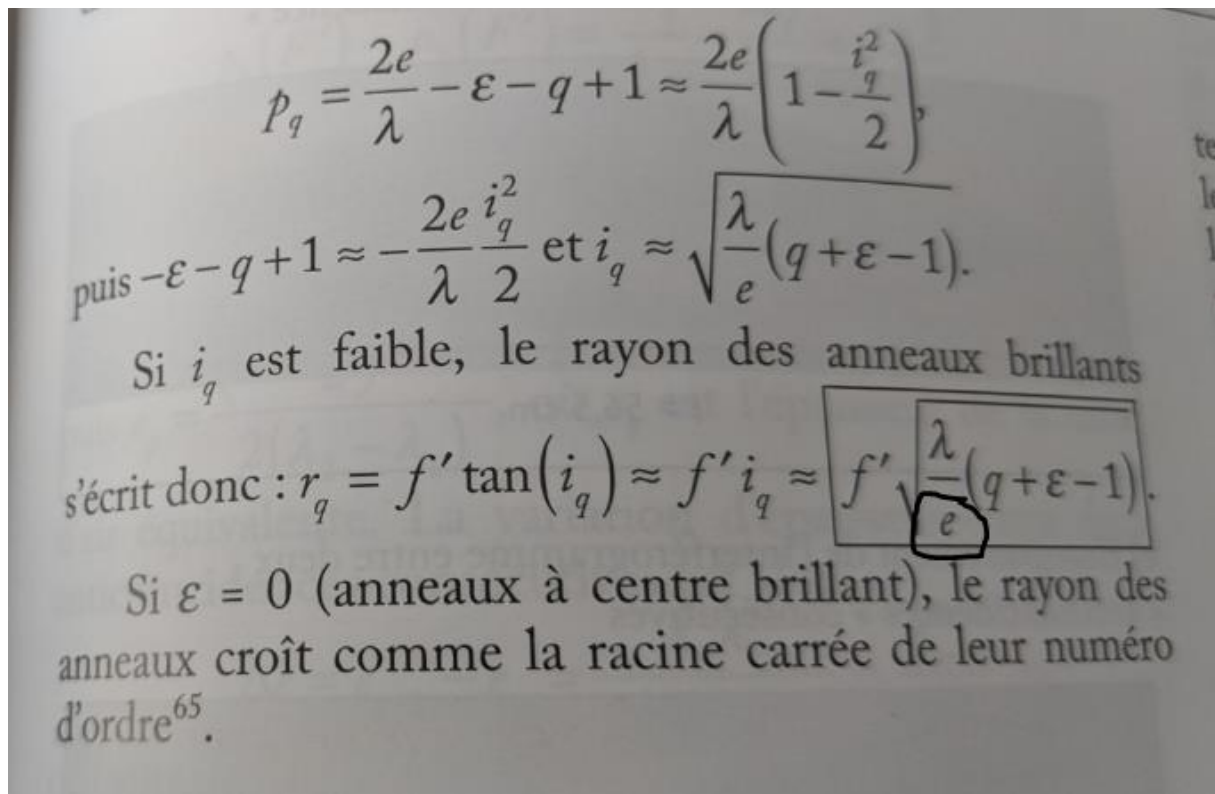 p_q = 2e/λ − ε − q + 1 ≈ 2e/λ (1 − i_q²/2),
puis −ε − q + 1 ≈ − 2e/λ i_q²/2 et i_q ≈ √(λ/e (q + ε − 1)).
Si i_q est faible, le rayon des anneaux brillants
s'écrit donc : r_q = f′ tan(i_q) ≈ f′ i_q ≈ f′ √(λ/e (q + ε − 1)).
Si ε = 0 (anneaux à centre brillant), le rayon des
anneaux croît comme la racine carrée de leur numéro
d'ordre⁶⁵.